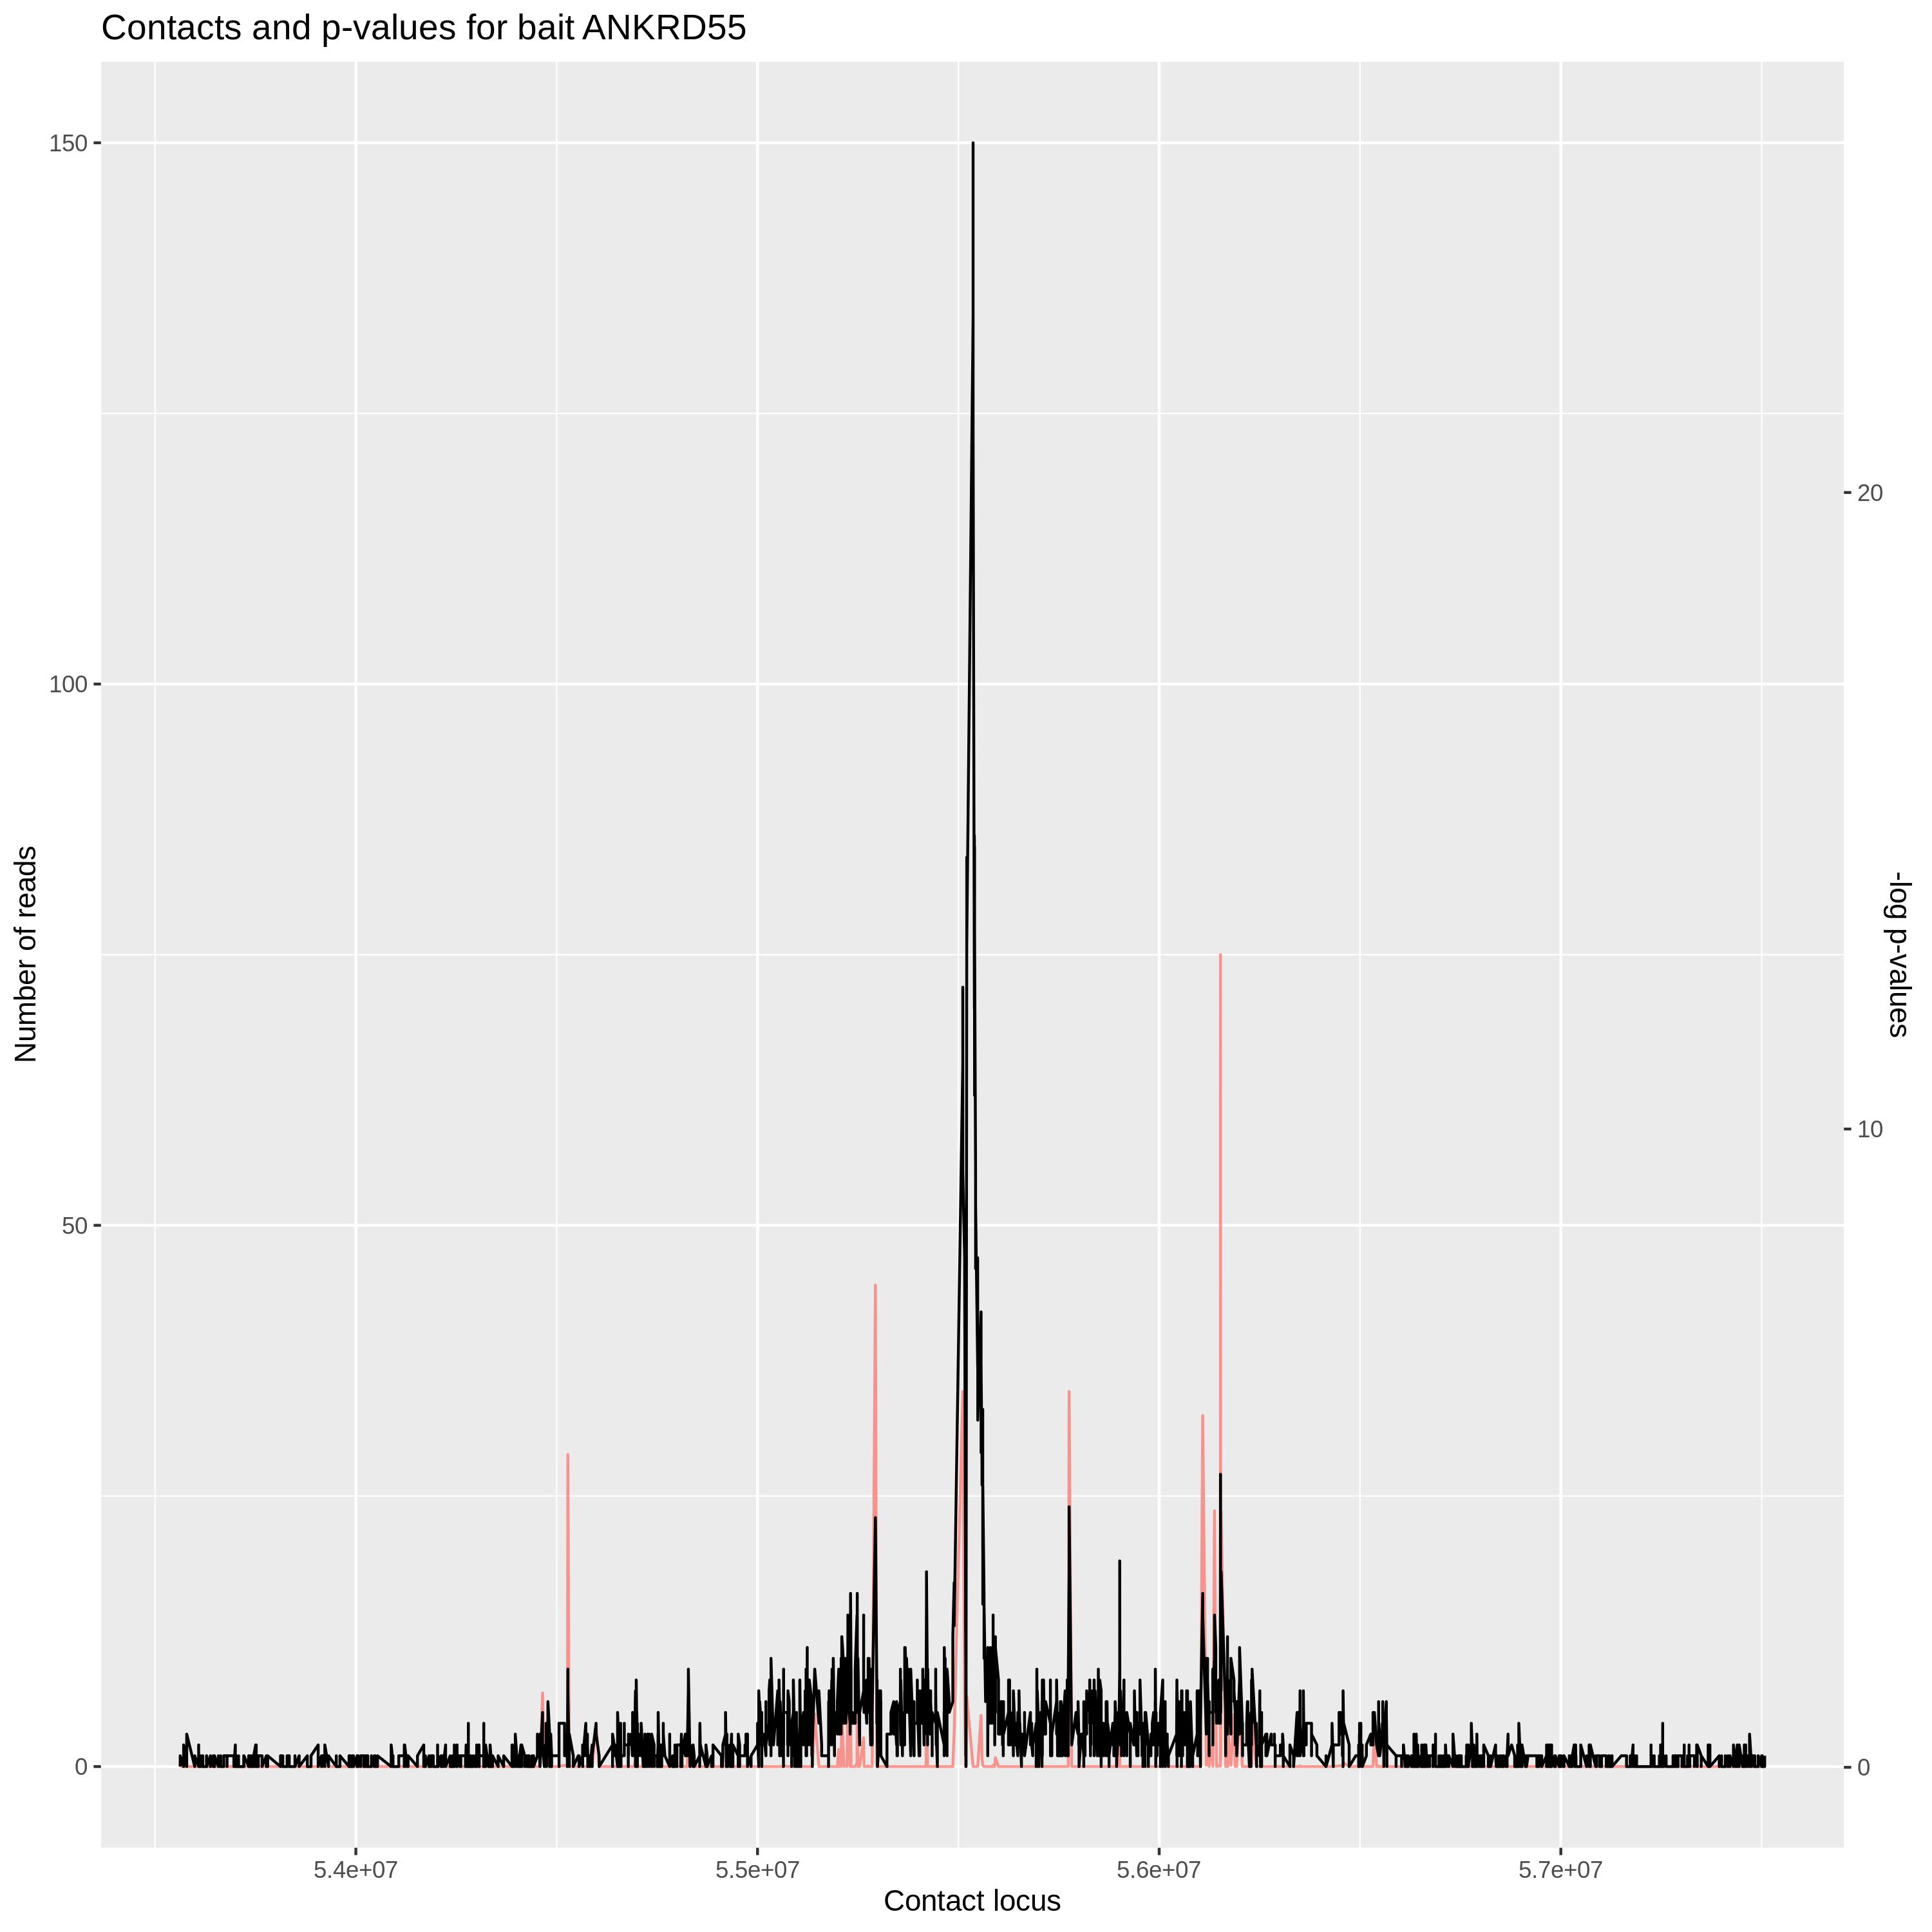 Contacts and p-values for bait ANKRD55
150
100
50
0
Number of reads
20
10
0
-log p-values
5.4e+07
5.5e+07
5.6e+07
5.7e+07
Contact locus